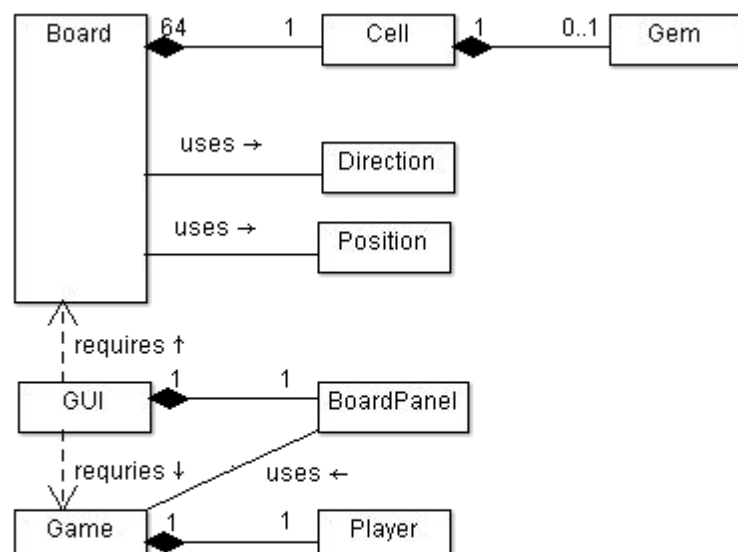 Board 64 1 Cell 1 0..1 Gem
uses →
Direction
uses →
Position
requires ↑
GUI 1 1 BoardPanel
requries ↓ uses ←
Game 1 1 Player